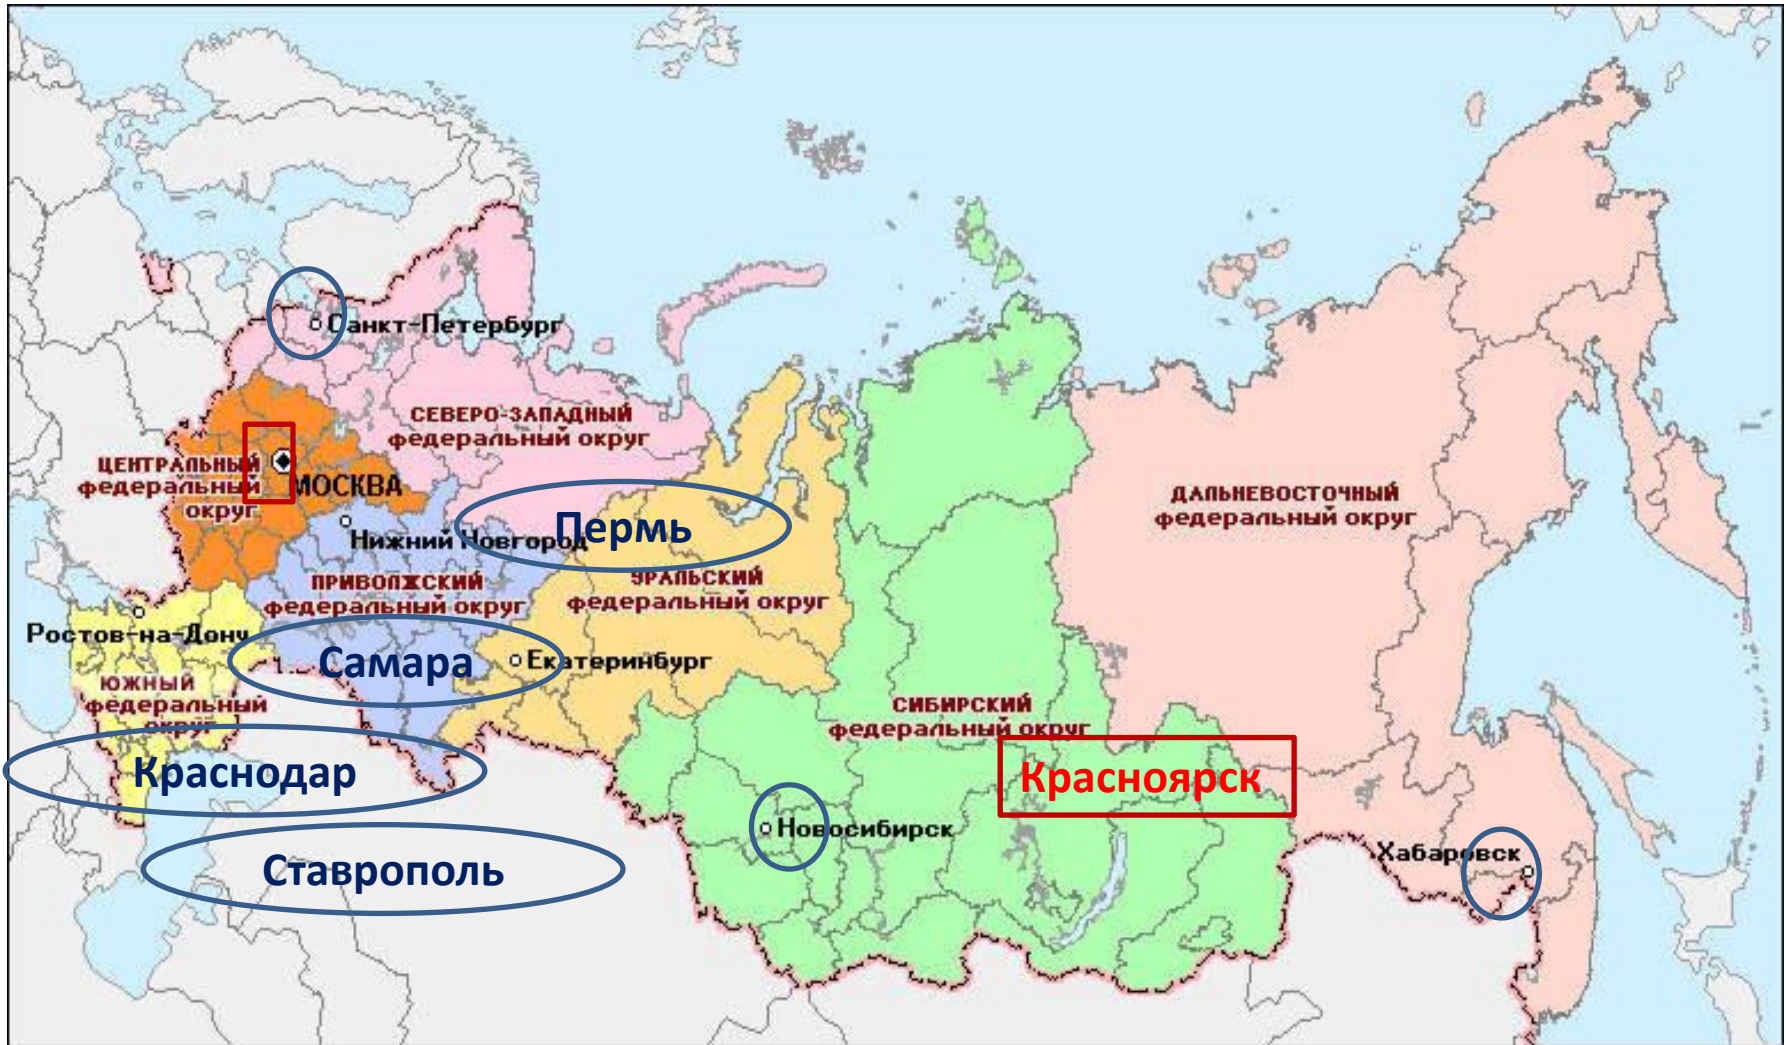 Санкт-Петербург
СЕВЕРО-ЗАПАДНЫЙ
федеральный округ
ЦЕНТРАЛЬНЫЙ
федеральный
округ
МОСКВА
ДАЛЬНЕВОСТОЧНЫЙ
федеральный округ
Пермь
Нижний Новгород
ПРИВОЛЖСКИЙ
федеральный округ
УРАЛЬСКИЙ
федеральный округ
Ростов-на-Дону
Самара
Екатеринбург
ЮЖНЫЙ
федеральный
округ
СИБИРСКИЙ
федеральный округ
Краснодар
Красноярск
Новосибирск
Хабаровск
Ставрополь